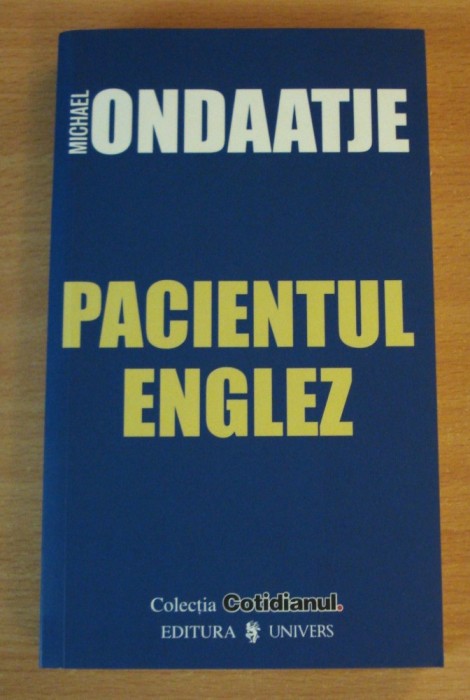 MICHAEL
ONDAATJE
PACIENTUL
ENGLEZ
Colecția Cotidianul.
EDITURA UNIVERS